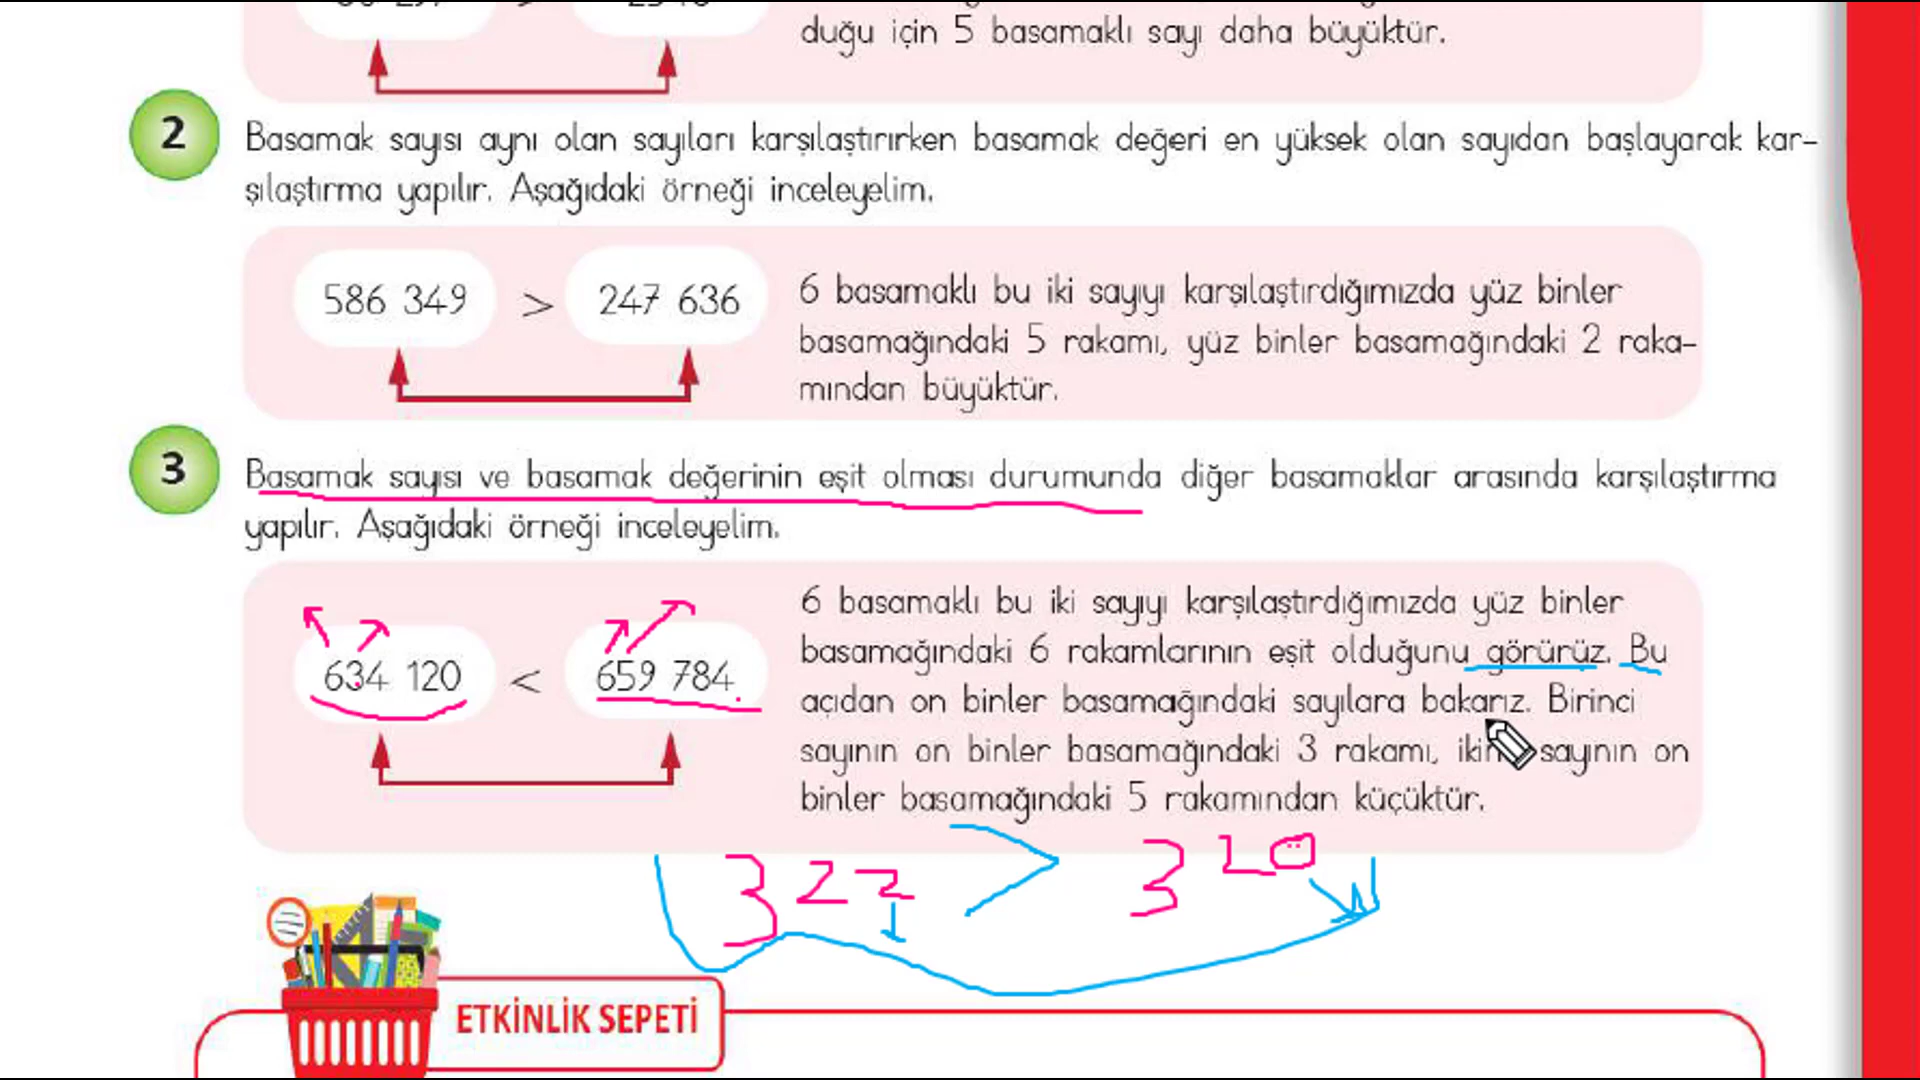 duğu için 5 basamaklı sayı daha büyüktür.
2
Basamak sayısı aynı olan sayıları karşılaştırırken basamak değeri en yüksek olan sayıdan başlayarak kar-
şılaştırma yapılır. Aşağıdaki örneği inceleyelim.
586 349 > 247 636
6 basamaklı bu iki sayıyı karşılaştırdığımızda yüz binler
basamağındaki 5 rakamı, yüz binler basamağındaki 2 raka-
mından büyüktür.
3
Basamak sayısı ve basamak değerinin eşit olması durumunda diğer basamaklar arasında karşılaştırma
yapılır. Aşağıdaki örneği inceleyelim.
634 120 < 659 784
6 basamaklı bu iki sayıyı karşılaştırdığımızda yüz binler
basamağındaki 6 rakamlarının eşit olduğunu görürüz. Bu
açıdan on binler basamağındaki sayılara bakarız. Birinci
sayının on binler basamağındaki 3 rakamı, sayının on
binler basamağındaki 5 rakamından küçüktür.
322 > 320
ETKİNLİK SEPETİ